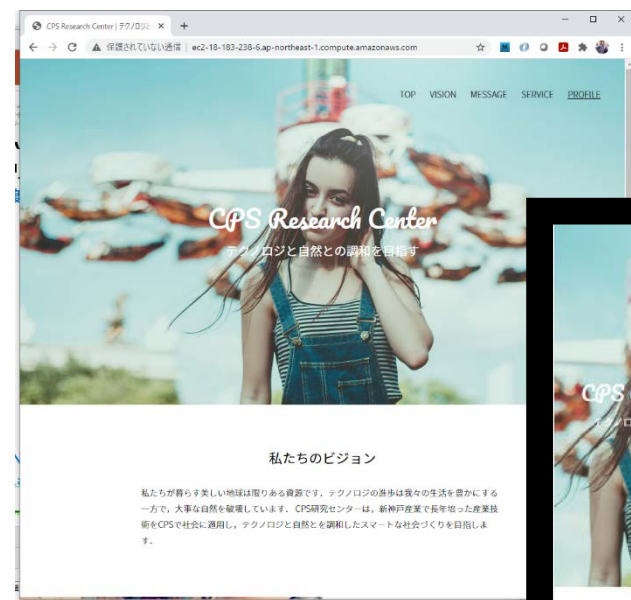 CPS Research Center | テクノロジと
保護されていない通信 | ec2-18-183-238-6.ap-northeast-1.compute.amazonaws.com
TOP VISION MESSAGE SERVICE PROFILE
CPS Research Center
テクノロジと自然との調和を目指す
CPS
テクノロ
私たちのビジョン
私たちが暮らす美しい地球は限りある資源です．テクノロジの進歩は我々の生活を豊かにする
一方で，大事な自然を破壊しています． CPS研究センターは，新神戸産業で長年培った産業技
術をCPSで社会に適用し，テクノロジと自然とを調和したスマートな社会づくりを目指しま
す．